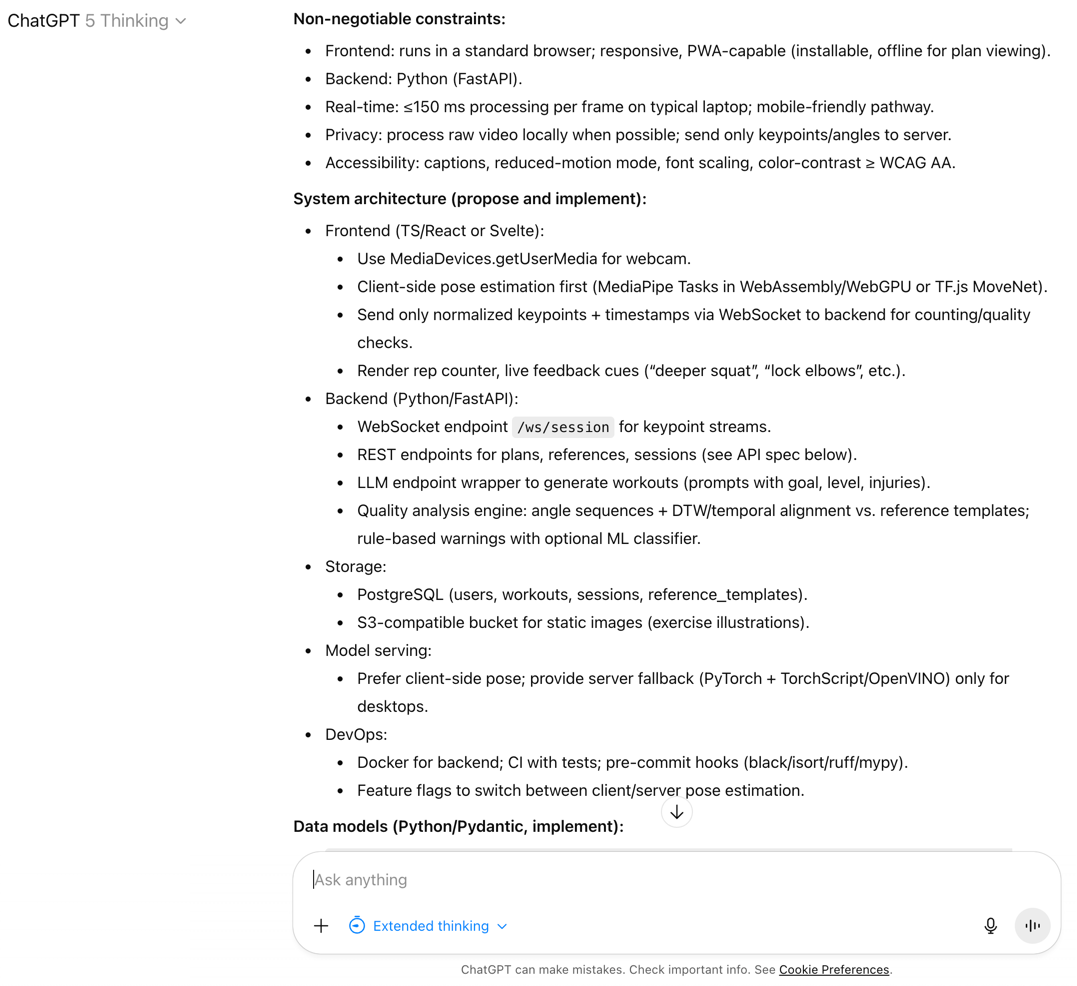 ChatGPT 5 Thinking
Non-negotiable constraints:
• Frontend: runs in a standard browser; responsive, PWA-capable (installable, offline for plan viewing).
• Backend: Python (FastAPI).
• Real-time: ≤150 ms processing per frame on typical laptop; mobile-friendly pathway.
• Privacy: process raw video locally when possible; send only keypoints/angles to server.
• Accessibility: captions, reduced-motion mode, font scaling, color-contrast ≥ WCAG AA.
System architecture (propose and implement):
• Frontend (TS/React or Svelte):
• Use MediaDevices.getUserMedia for webcam.
• Client-side pose estimation first (MediaPipe Tasks in WebAssembly/WebGPU or TF.js MoveNet).
• Send only normalized keypoints + timestamps via WebSocket to backend for counting/quality
checks.
• Render rep counter, live feedback cues (“deeper squat”, “lock elbows”, etc.).
• Backend (Python/FastAPI):
• WebSocket endpoint /ws/session for keypoint streams.
• REST endpoints for plans, references, sessions (see API spec below).
• LLM endpoint wrapper to generate workouts (prompts with goal, level, injuries).
• Quality analysis engine: angle sequences + DTW/temporal alignment vs. reference templates;
rule-based warnings with optional ML classifier.
• Storage:
• PostgreSQL (users, workouts, sessions, reference_templates).
• S3-compatible bucket for static images (exercise illustrations).
• Model serving:
• Prefer client-side pose; provide server fallback (PyTorch + TorchScript/OpenVINO) only for
desktops.
• DevOps:
• Docker for backend; CI with tests; pre-commit hooks (black/isort/ruff/mypy).
• Feature flags to switch between client/server pose estimation.
Data models (Python/Pydantic, implement):
Ask anything
Extended thinking
ChatGPT can make mistakes. Check important info. See Cookie Preferences.